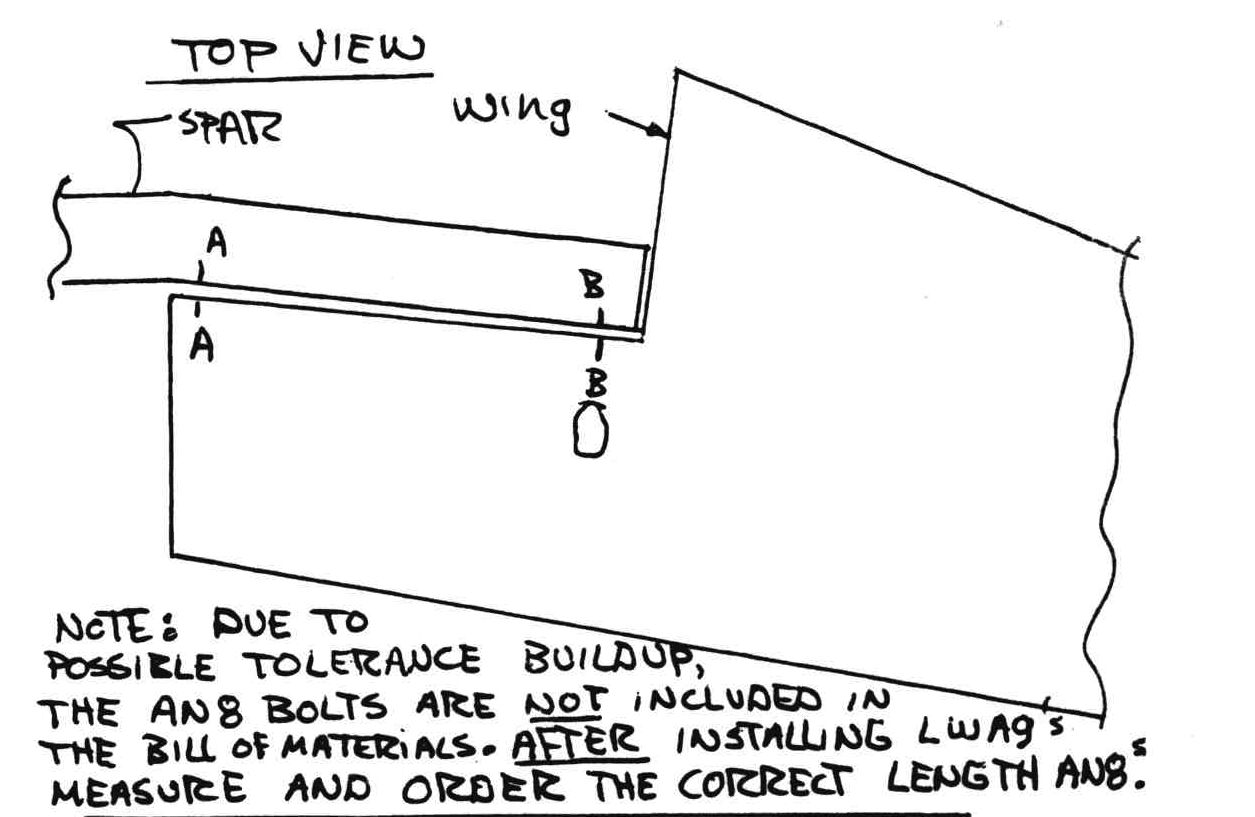 TOP VIEW
SPAR
Wing
A
B
A
B
NOTE: DUE TO
POSSIBLE TOLERANCE BUILDUP,
THE AN8 BOLTS ARE NOT INCLUDED IN
THE BILL OF MATERIALS. AFTER INSTALLING LWA9's
MEASURE AND ORDER THE CORRECT LENGTH AN8's.